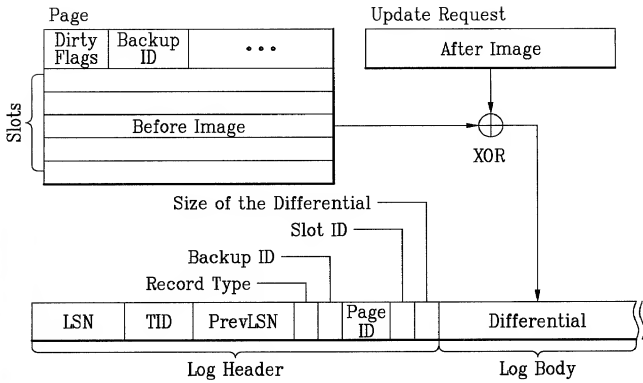 Page
Update Request
Dirty Flags
Backup ID
•••
After Image
Slots
Before Image
XOR
Size of the Differential
Slot ID
Backup ID
Record Type
LSN
TID
PrevLSN
Page ID
Differential
Log Header
Log Body